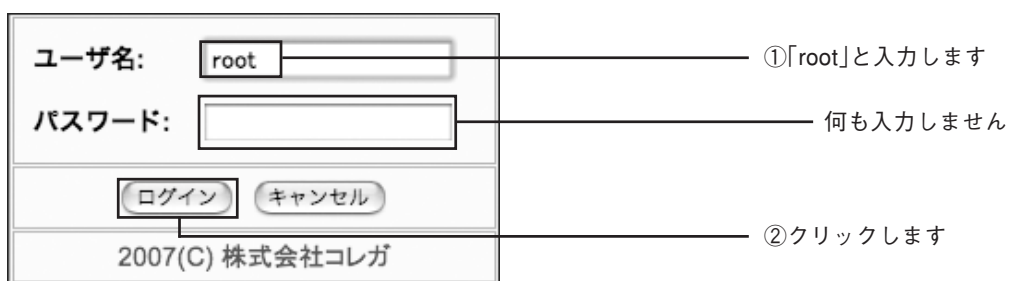 ユーザ名: root ①「root」と入力します
パスワード: 何も入力しません
ログイン キャンセル
②クリックします
2007(C) 株式会社コレガ